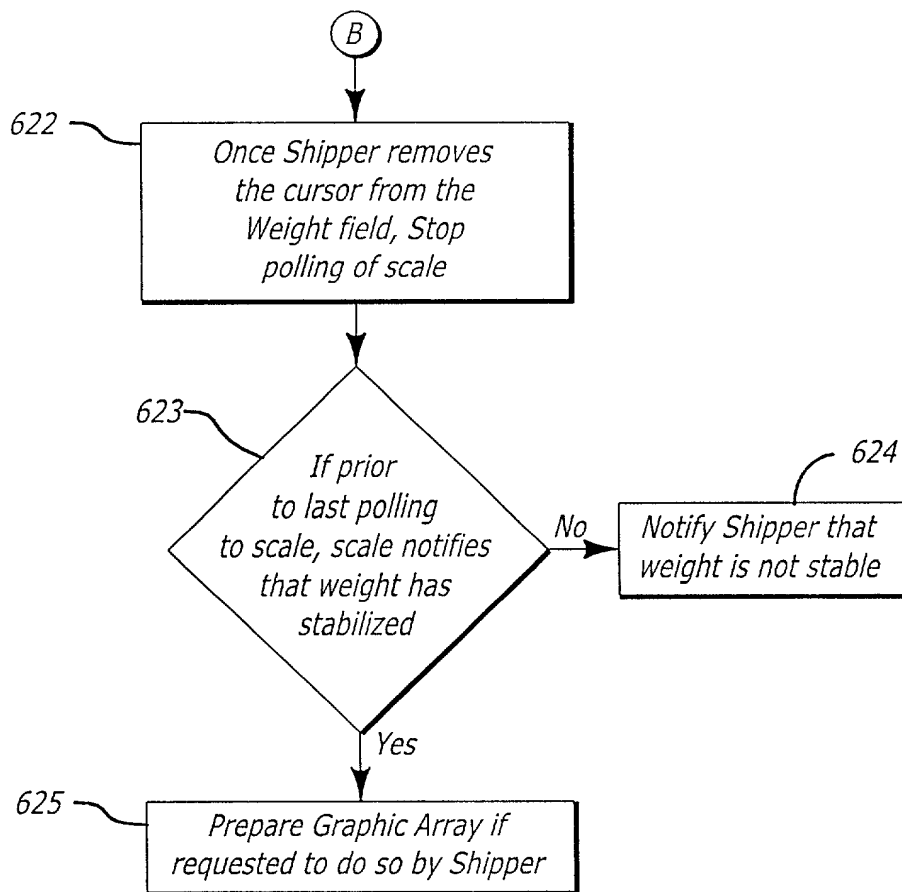 B
622
Once Shipper removes
the cursor from the
Weight field, Stop
polling of scale
623
If prior
to last polling
to scale, scale notifies
that weight has
stabilized
No
624
Notify Shipper that
weight is not stable
Yes
625
Prepare Graphic Array if
requested to do so by Shipper